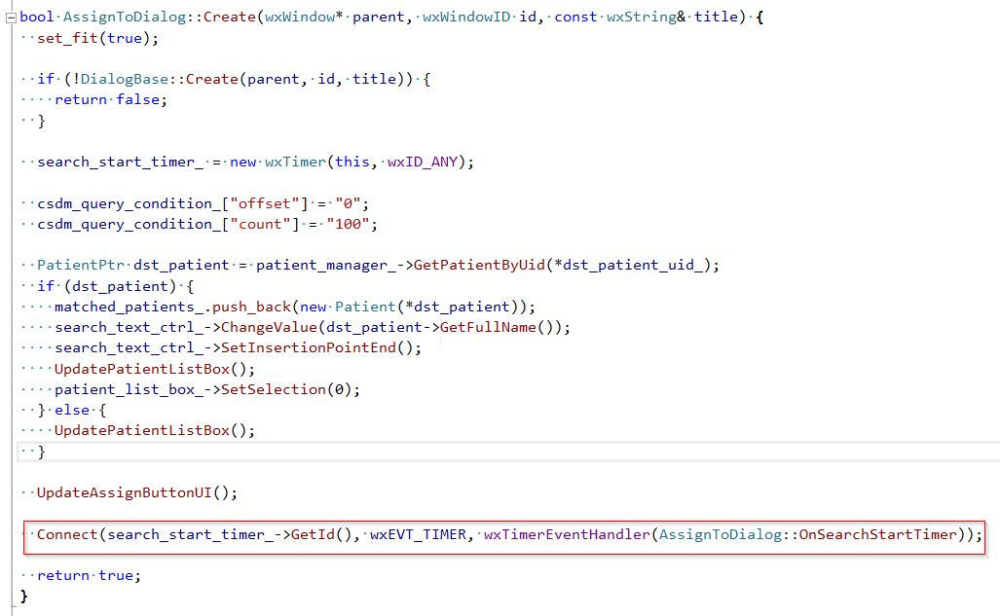 bool AssignToDialog::Create(wxWindow* parent, wxWindowID id, const wxString& title) {
  set_fit(true);

  if (!DialogBase::Create(parent, id, title)) {
    return false;
  }

  search_start_timer_ = new wxTimer(this, wxID_ANY);

  csdm_query_condition_["offset"] = "0";
  csdm_query_condition_["count"] = "100";

  PatientPtr dst_patient = patient_manager_->GetPatientByUid(*dst_patient_uid_);
  if (dst_patient) {
    matched_patients_.push_back(new Patient(*dst_patient));
    search_text_ctrl_->ChangeValue(dst_patient->GetFullName());
    search_text_ctrl_->SetInsertionPointEnd();
    UpdatePatientListBox();
    patient_list_box_->SetSelection(0);
  } else {
    UpdatePatientListBox();
  }

  UpdateAssignButtonUI();

  Connect(search_start_timer_->GetId(), wxEVT_TIMER, wxTimerEventHandler(AssignToDialog::OnSearchStartTimer));

  return true;
}